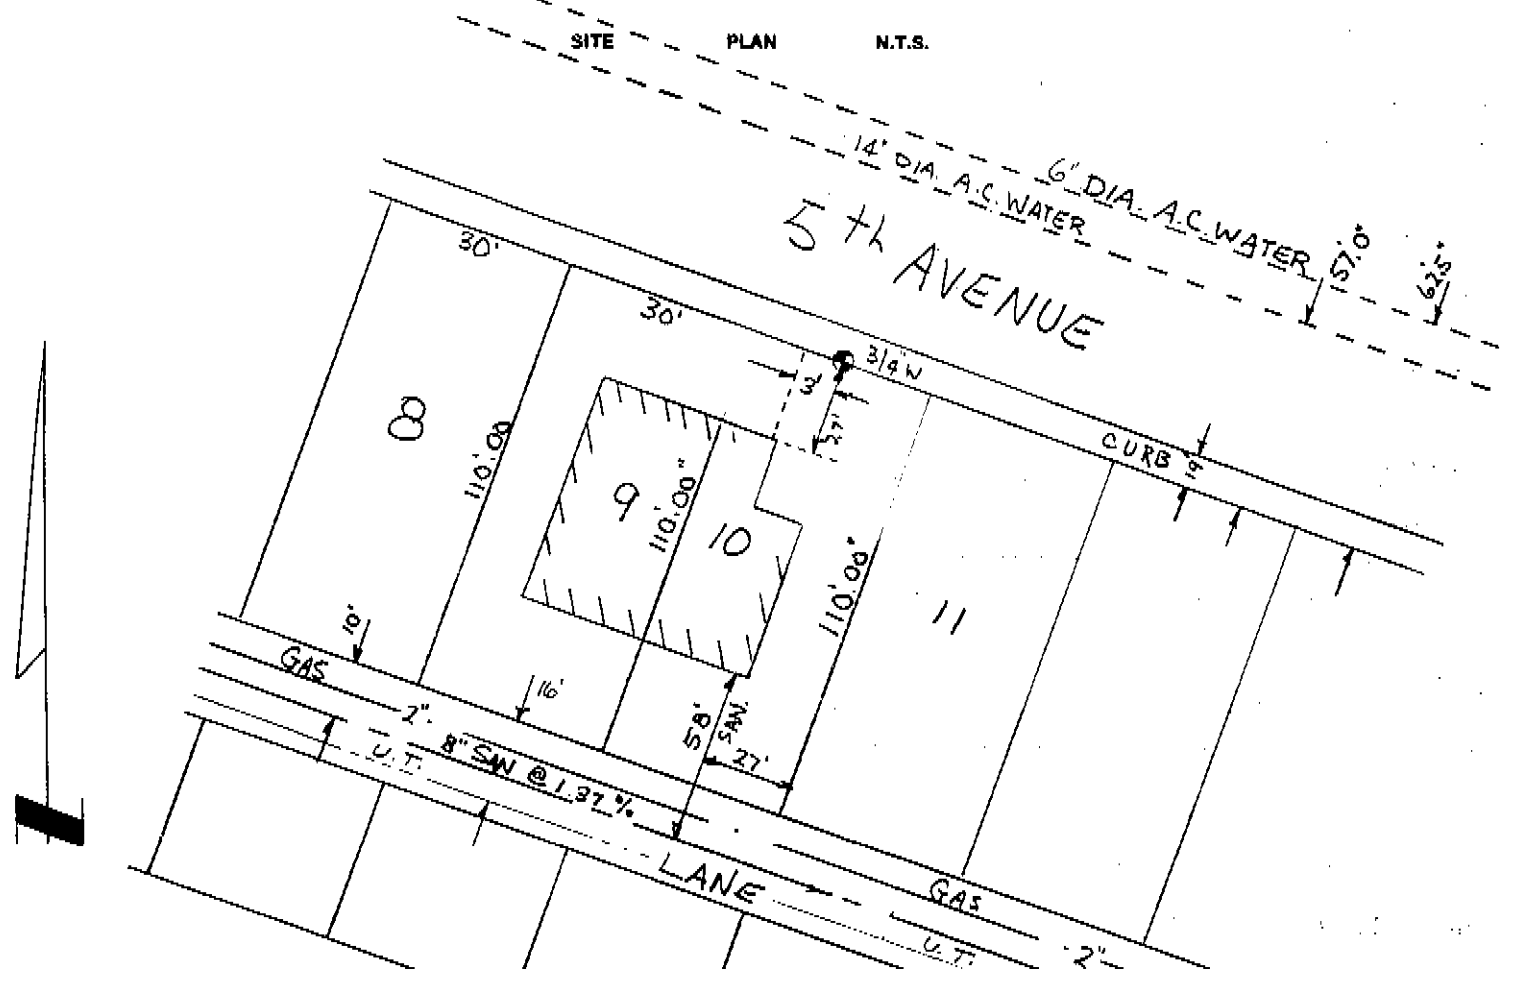 SITE PLAN N.T.S.
14" DIA. A.C. WATER
6" DIA. A.C. WATER
57'.0"
62.5"
5th AVENUE
30'
30'
3/4 W
3'
27'
CURB
19'
8
110'.00
9
110'.00"
10
110'.00"
11
10'
GAS
2"
16'
58'
SAN.
27'
8" SAN @ 1.37 %
U.T.
LANE
GAS
U.T.
2"